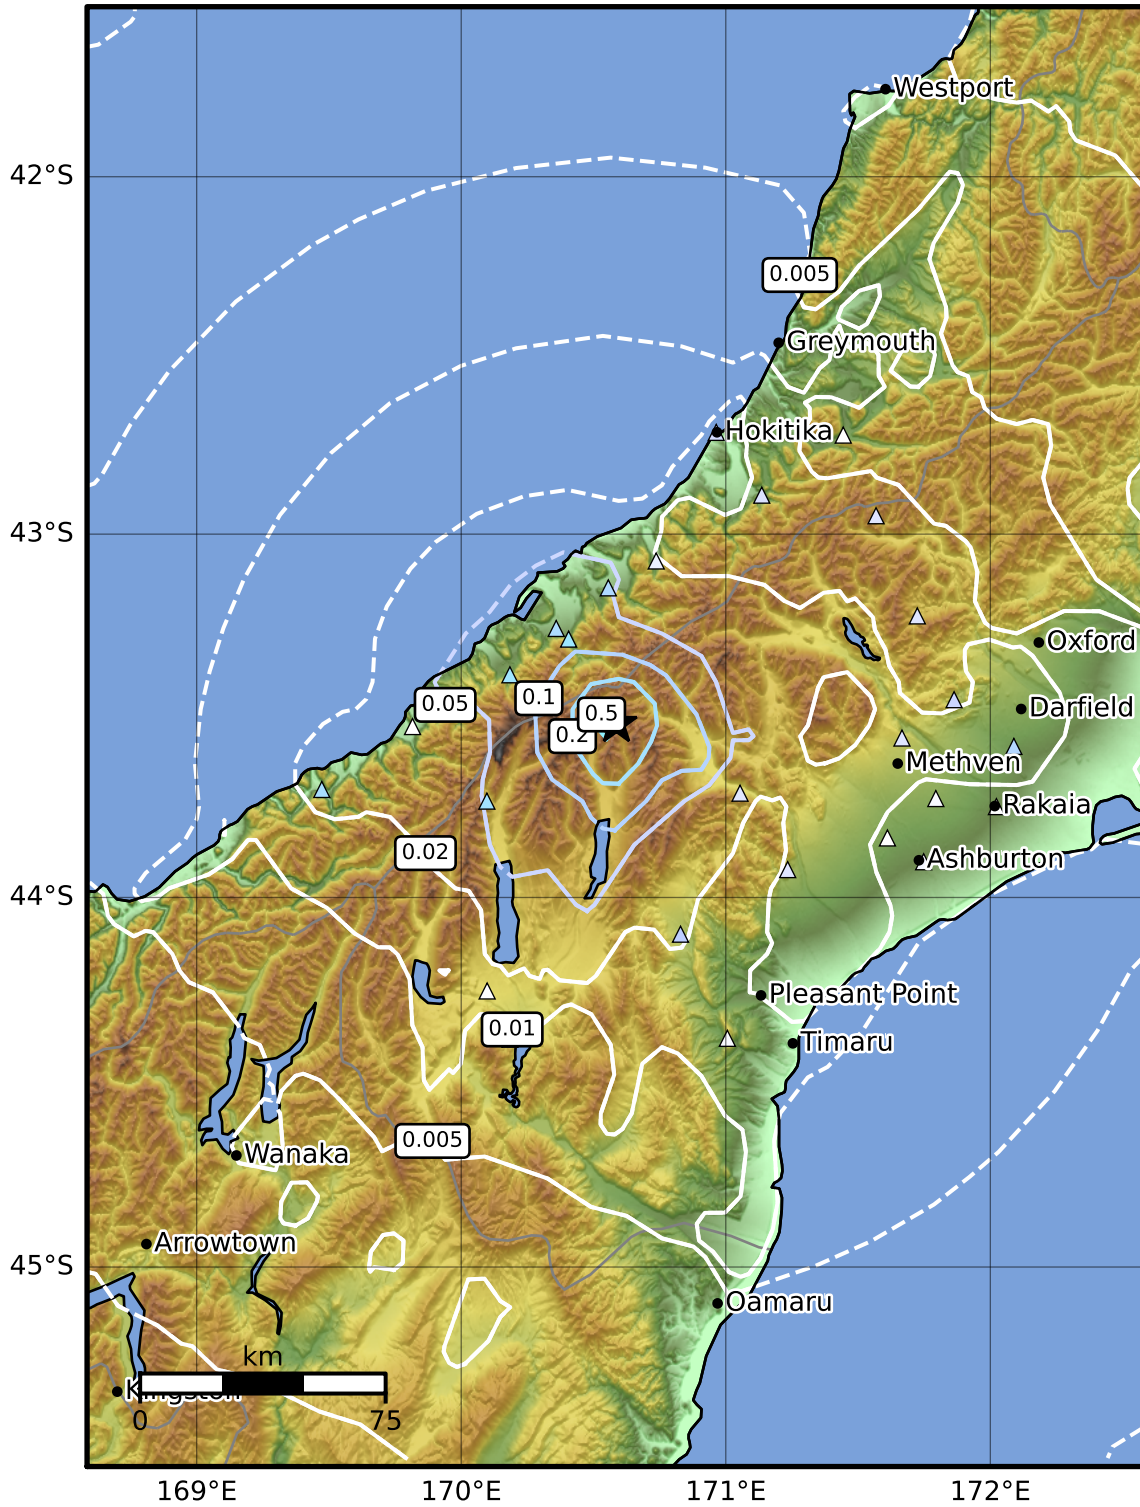 Westport
42°S
0.005
Greymouth
Hokitika
43°S
Oxford
0.1
0.05
Darfield
0.5
0.2
Methven
Rakaia
0.02
Ashburton
44°S
Pleasant Point
0.01
Timaru
0.005
Wanaka
Arrowtown
45°S
Oamaru
km
Kingston
0
75
169°E
170°E
171°E
172°E